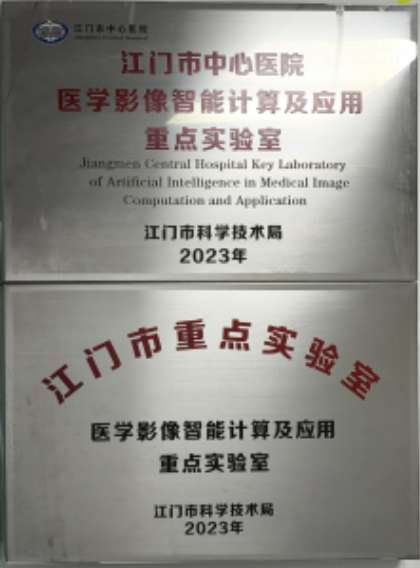 江门市中心医院
江门市中心医院
医学影像智能计算及应用
重点实验室
Jiangmen Central Hospital Key Laboratory
of Artificial Intelligence in Medical Image
Computation and Application
江门市科学技术局
2023年
江门市重点实验室
医学影像智能计算及应用
重点实验室
江门市科学技术局
2023年